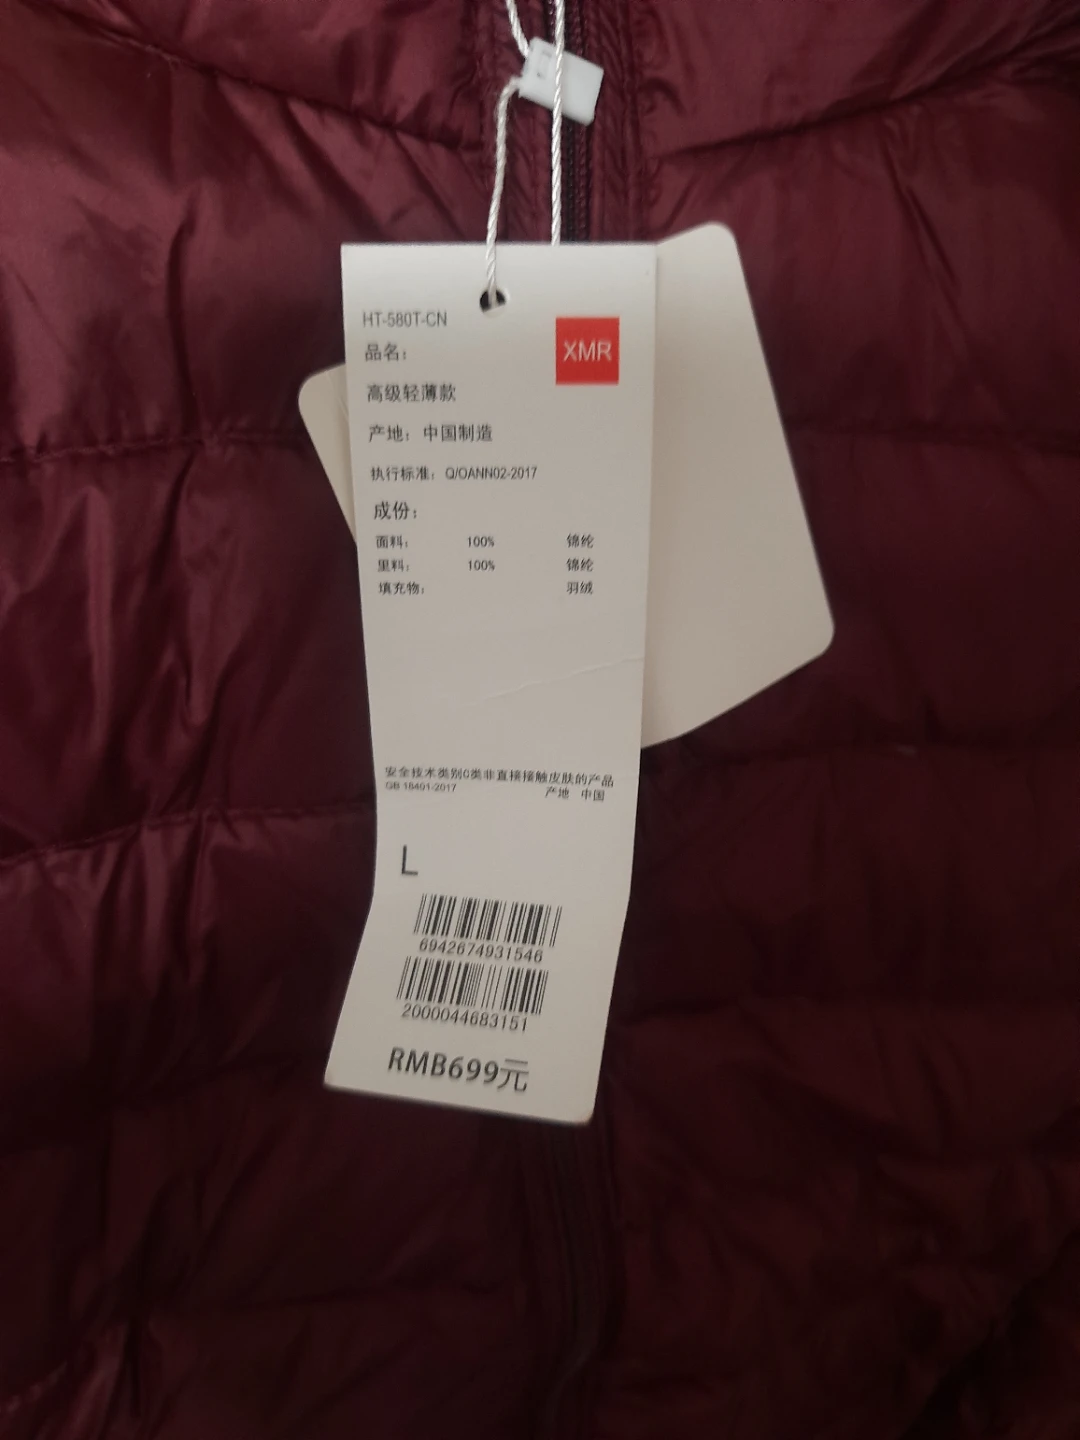 HT-580T-CN
XMR
品名：
高级轻薄款
产地：中国制造
执行标准：Q/OANN02-2017
成份：
面料： 100% 锦纶
里料： 100% 锦纶
填充物： 羽绒
安全技术类别C类非直接接触皮肤的产品
GB 18401-2017 产地 中国
L
6942674931546
2000044683151
RMB699元